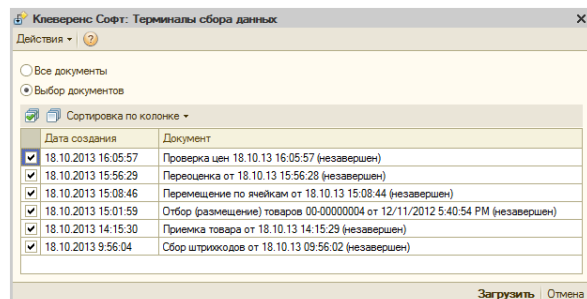 Клеверенс Софт: Терминалы сбора данных
Действия
Все документы
Выбор документов
Сортировка по колонке
Дата создания Документ
18.10.2013 16:05:57 Проверка цен 18.10.13 16:05:57 (незавершен)
18.10.2013 15:56:29 Переоценка от 18.10.13 15:56:28 (незавершен)
18.10.2013 15:08:46 Перемещение по ячейкам от 18.10.13 15:08:44 (незавершен)
18.10.2013 15:01:59 Отбор (размещение) товаров 00-00000004 от 12/11/2012 5:40:54 PM (незавершен)
18.10.2013 14:15:30 Приемка товара от 18.10.13 14:15:29 (незавершен)
18.10.2013 9:56:04 Сбор штрихкодов от 18.10.13 09:56:02 (незавершен)
Загрузить Отмена